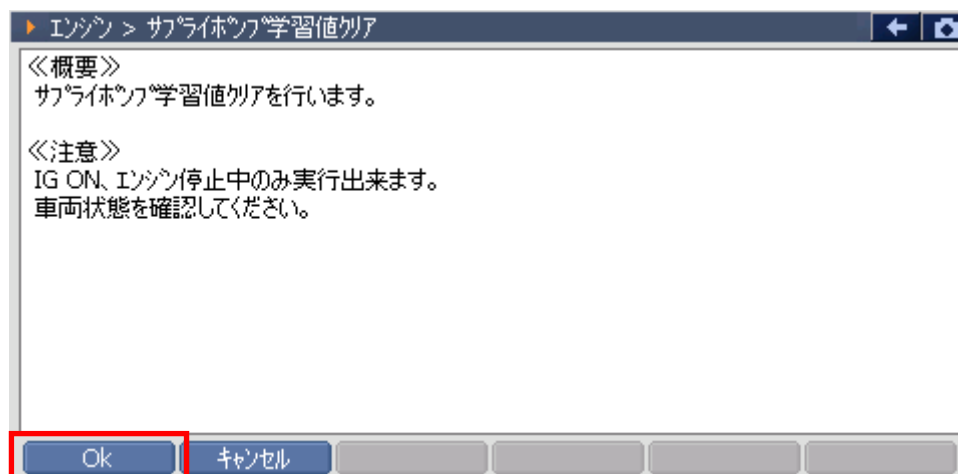 エンジン > サプライポンプ学習値クリア
≪概要≫
サプライポンプ学習値クリアを行います。
≪注意≫
IG ON、エンジン停止中のみ実行出来ます。
車両状態を確認してください。
Ok
キャンセル